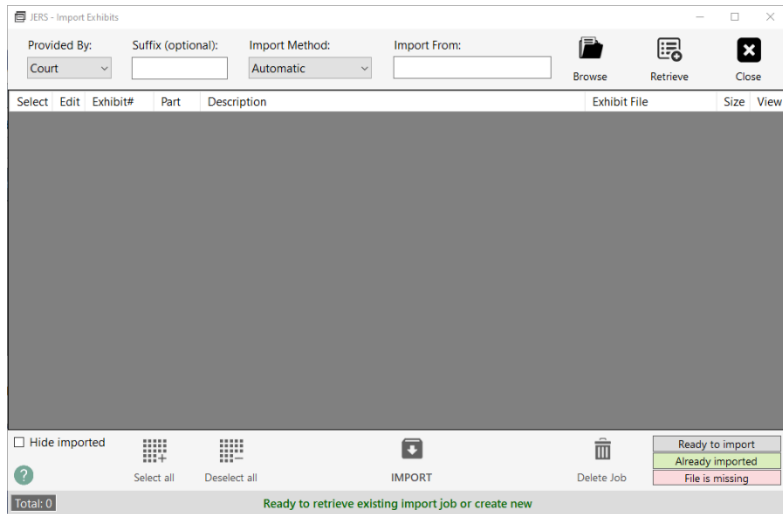 JERS - Import Exhibits
Provided By: Suffix (optional): Import Method: Import From:
Court Automatic
Browse Retrieve Close
Select Edit Exhibit# Part Description Exhibit File Size View
Hide imported
Ready to import
Already imported
? Select all Deselect all IMPORT Delete Job File is missing
Total: 0 Ready to retrieve existing import job or create new